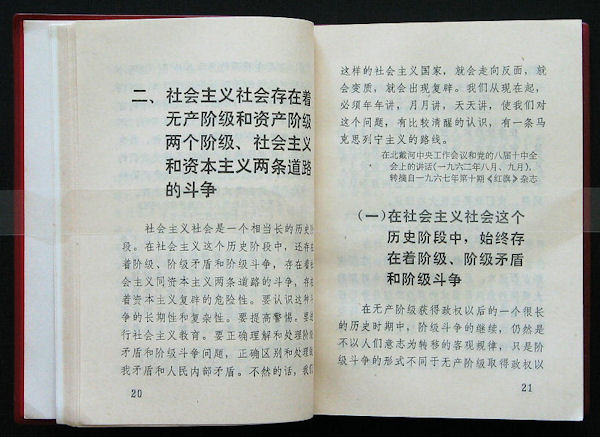 二、社会主义社会存在着
无产阶级和资产阶级
两个阶级、社会主义
和资本主义两条道路
的斗争
社会主义社会是一个相当长的历史
段。在社会主义这个历史阶段中，还存
着阶级、阶级矛盾和阶级斗争，存在着
会主义同资本主义两条道路的斗争，存在
着资本主义复辟的危险性。要认识这种斗
争的长期性和复杂性。要提高警惕。要进
行社会主义教育。要正确理解和处理阶级
矛盾和阶级斗争问题，正确区别和处理敌
我矛盾和人民内部矛盾。不然的话，我们
20
这样的社会主义国家，就会走向反面，就
会变质，就会出现复辟。我们从现在起，
必须年年讲，月月讲，天天讲，使我们对
这个问题，有比较清醒的认识，有一条马
克思列宁主义的路线。
在北戴河中央工作会议和党的八届十中全
会上的讲话（一九六二年八月、九月），
转摘自一九六七年第十期《红旗》杂志
（一）在社会主义社会这个
历史阶段中，始终存
在着阶级、阶级矛盾
和阶级斗争
在无产阶级获得政权以后的一个很长
的历史时期中，阶级斗争的继续，仍然是
不以人们意志为转移的客观规律，只是阶
级斗争的形式不同于无产阶级取得政权以
21